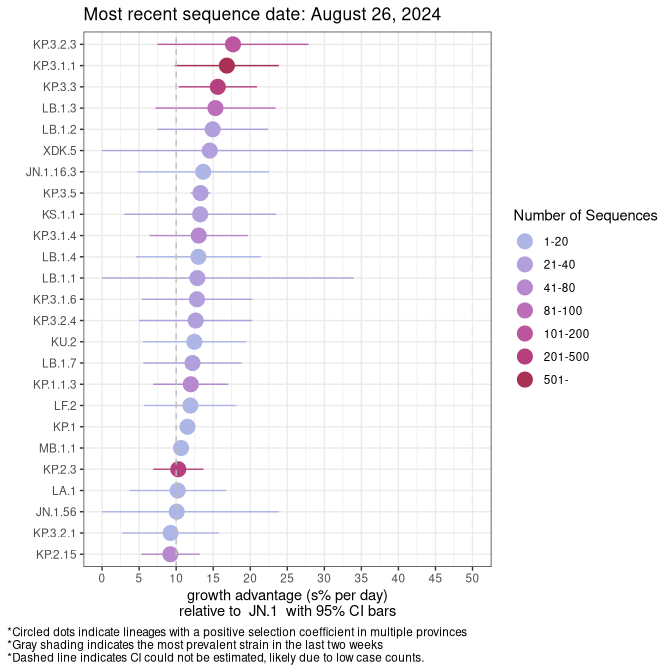 Most recent sequence date: August 26, 2024
KP.3.2.3
KP.3.1.1
KP.3.3
LB.1.3
LB.1.2
XDK.5
JN.1.16.3
KP.3.5
KS.1.1
KP.3.1.4
LB.1.4
LB.1.1
KP.3.1.6
KP.3.2.4
KU.2
LB.1.7
KP.1.1.3
LF.2
KP.1
MB.1.1
KP.2.3
LA.1
JN.1.56
KP.3.2.1
KP.2.15
0 5 10 15 20 25 30 35 40 45 50
growth advantage (s% per day)
relative to JN.1 with 95% CI bars
Number of Sequences
1-20
21-40
41-80
81-100
101-200
201-500
501-
*Circled dots indicate lineages with a positive selection coefficient in multiple provinces
*Gray shading indicates the most prevalent strain in the last two weeks
*Dashed line indicates CI could not be estimated, likely due to low case counts.